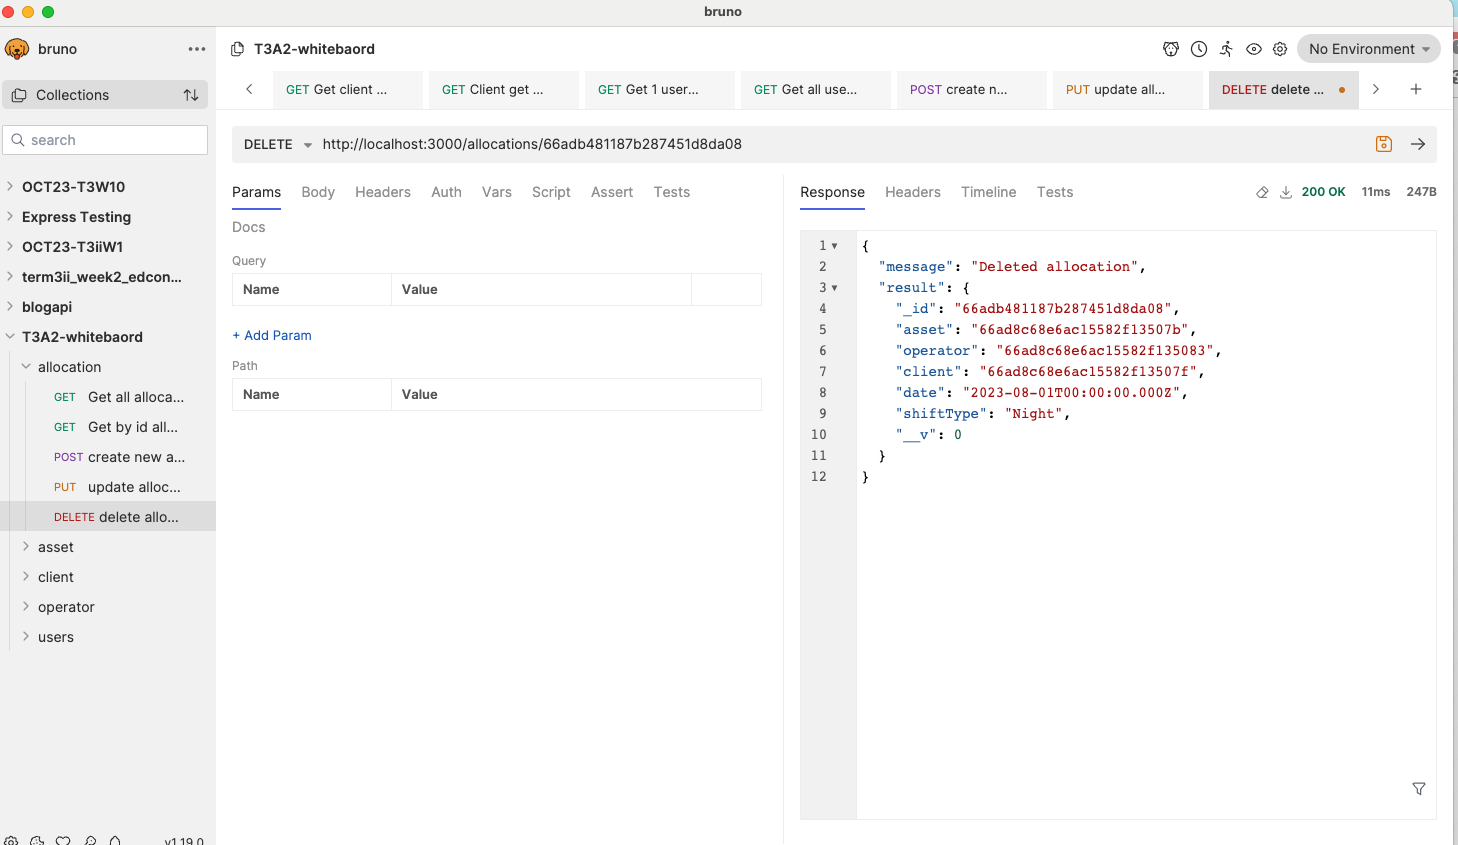 bruno
bruno
T3A2-whitebaord
No Environment
Collections
GET Get client ...
GET Client get ...
GET Get 1 user...
GET Get all use...
POST create n...
PUT update all...
DELETE delete ...
search
DELETE http://localhost:3000/allocations/66adb481187b287451d8da08
OCT23-T3W10
Express Testing
OCT23-T3iiW1
term3ii_week2_edcon...
blogapi
T3A2-whitebaord
allocation
GET Get all alloca...
GET Get by id all...
POST create new a...
PUT update alloc...
DELETE delete allo...
asset
client
operator
users
v1.19.0
Params Body Headers Auth Vars Script Assert Tests
Docs
Query
Name Value
+ Add Param
Path
Name Value
Response Headers Timeline Tests 200 OK 11ms 247B
1 {
2 "message": "Deleted allocation",
3 "result": {
4 "_id": "66adb481187b287451d8da08",
5 "asset": "66ad8c68e6ac15582f13507b",
6 "operator": "66ad8c68e6ac15582f135083",
7 "client": "66ad8c68e6ac15582f13507f",
8 "date": "2023-08-01T00:00:00.000Z",
9 "shiftType": "Night",
10 "__v": 0
11 }
12 }